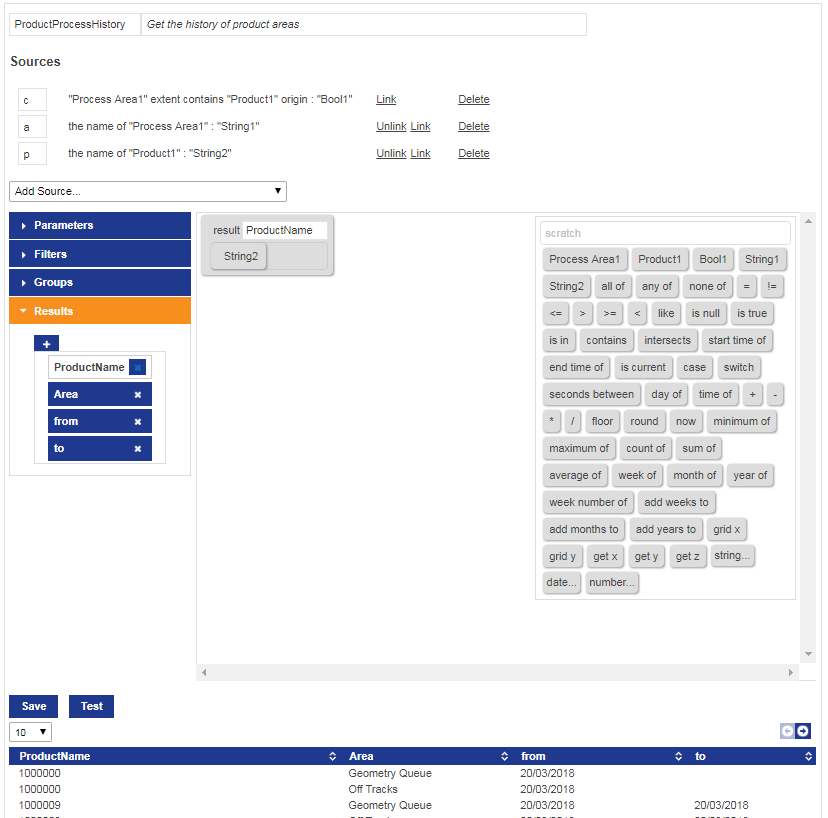 ProductProcessHistory Get the history of product areas
Sources
c "Process Area1" extent contains "Product1" origin : "Bool1" Link Delete
a the name of "Process Area1" : "String1" Unlink Link Delete
p the name of "Product1" : "String2" Unlink Link Delete
Add Source...
Parameters
Filters
Groups
Results
+
ProductName ×
Area ×
from ×
to ×
result ProductName
String2
scratch
Process Area1 Product1 Bool1 String1
String2 all of any of none of = !=
<= > >= < like is null is true
is in contains intersects start time of
end time of is current case switch
seconds between day of time of + -
* / floor round now minimum of
maximum of count of sum of
average of week of month of year of
week number of add weeks to
add months to add years to grid x
grid y get x get y get z string...
date... number...
Save Test
10
ProductName Area from to
1000000 Geometry Queue 20/03/2018
1000000 Off Tracks 20/03/2018
1000009 Geometry Queue 20/03/2018 20/03/2018